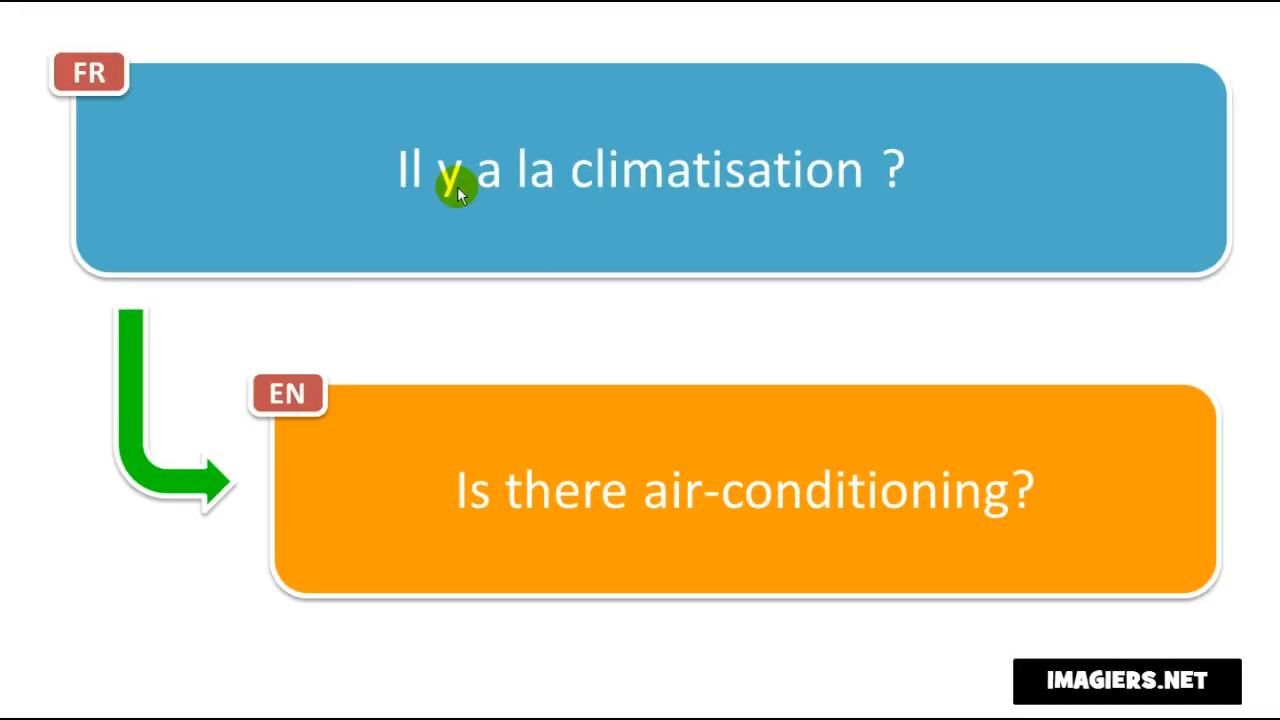 FR
Il y a la climatisation ?
EN
Is there air-conditioning?
IMAGIERS.NET